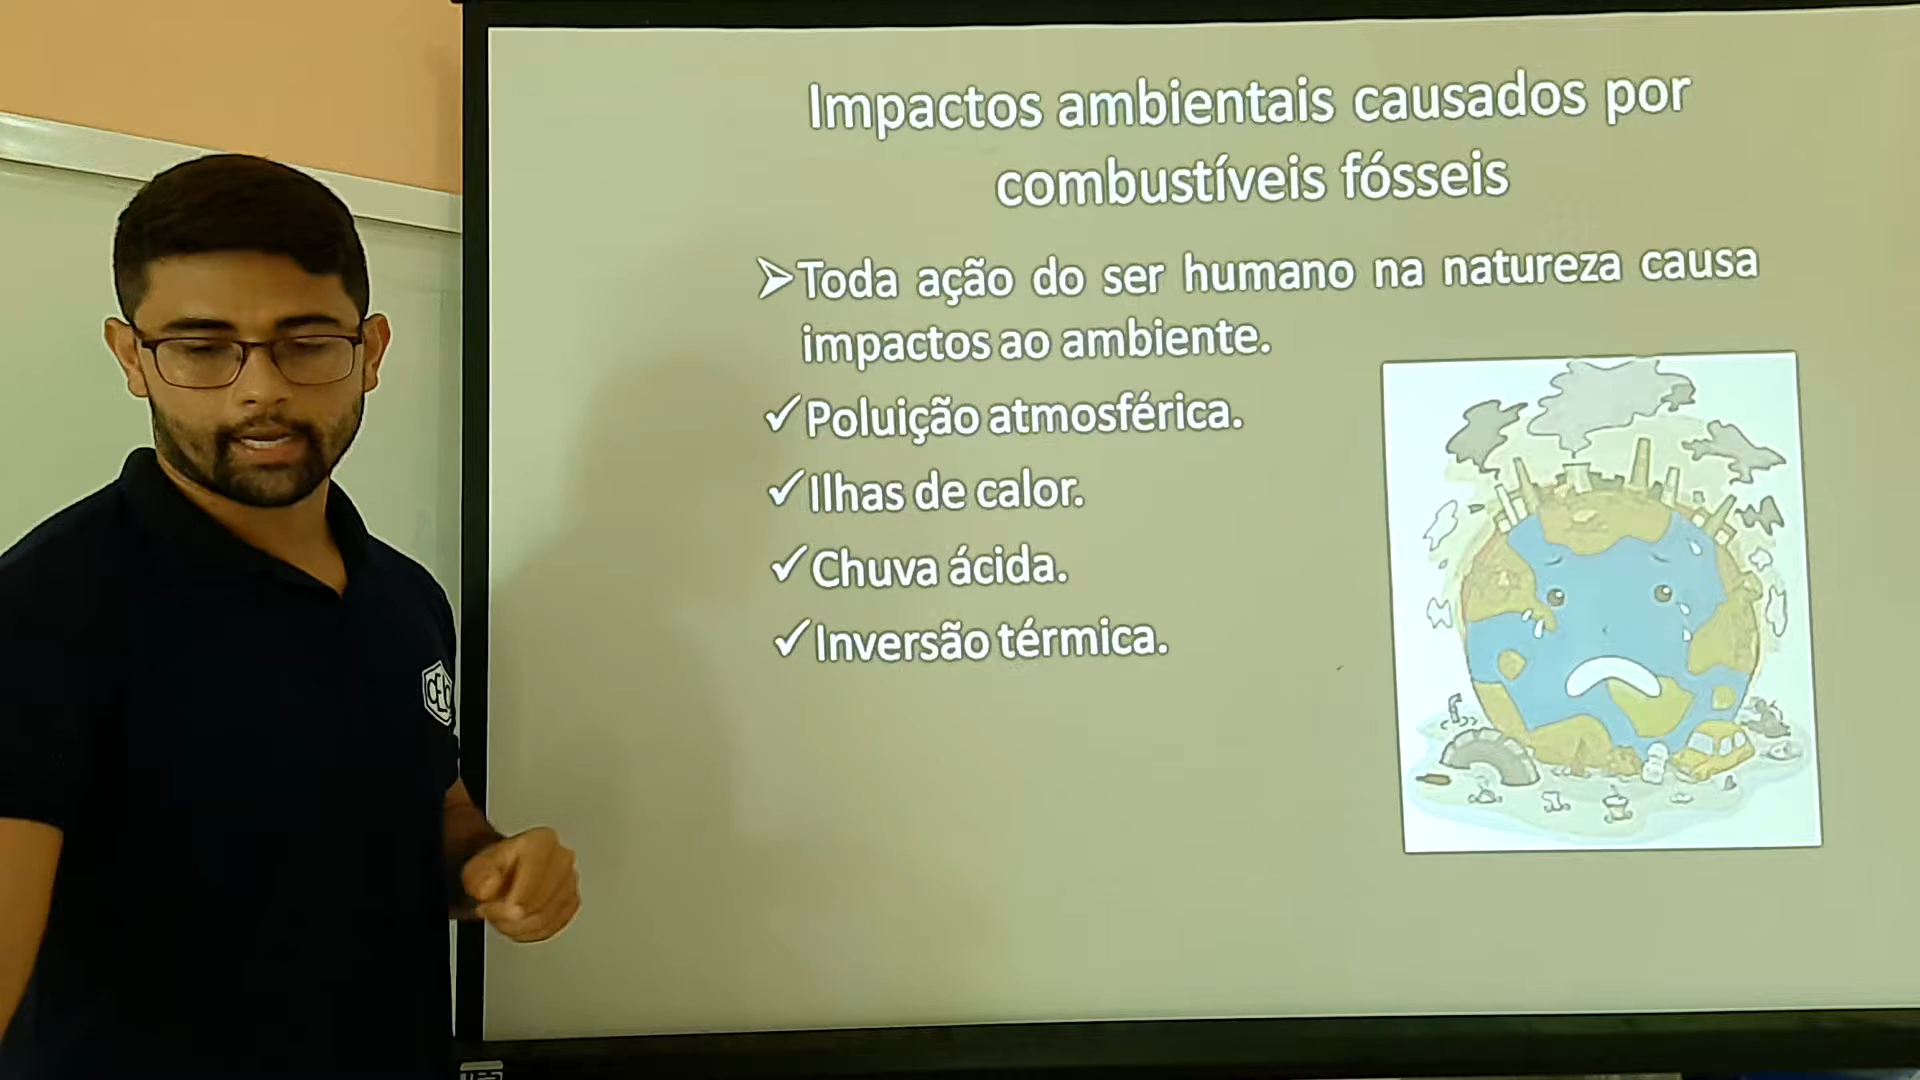 Impactos ambientais causados por
combustíveis fósseis
Toda ação do ser humano na natureza causa
impactos ao ambiente.
Poluição atmosférica.
Ilhas de calor.
Chuva ácida.
Inversão térmica.